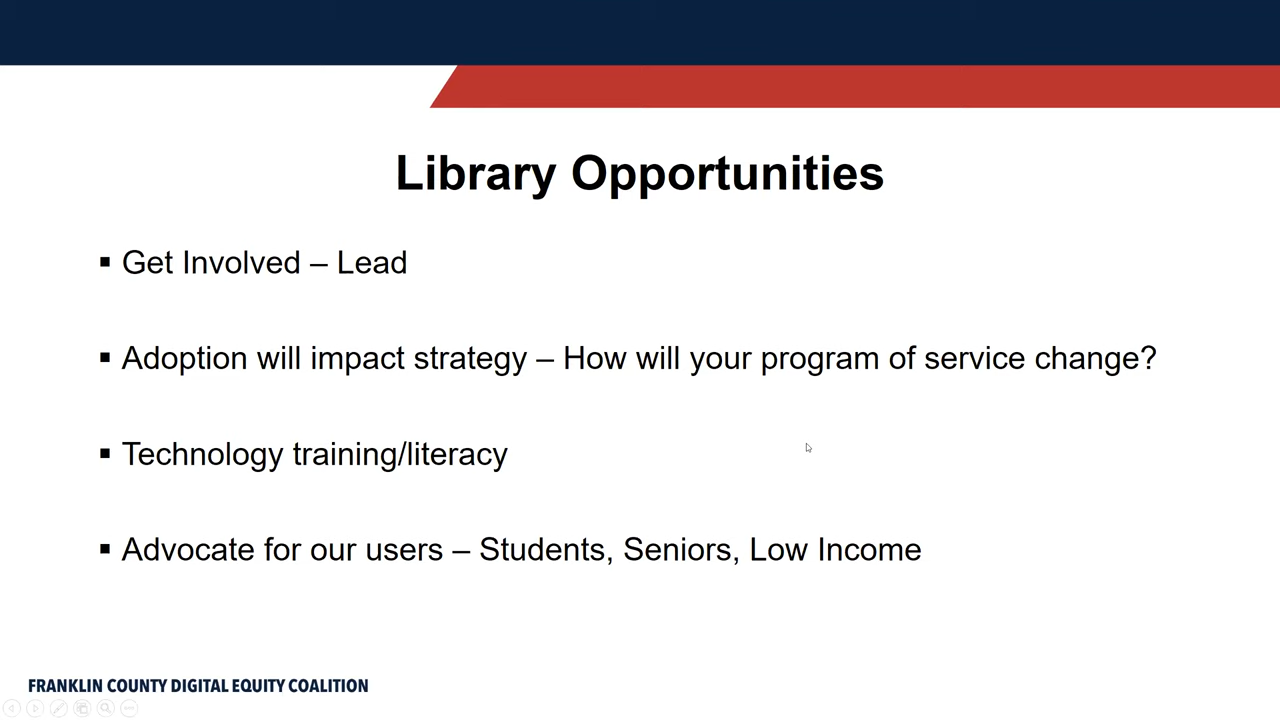 Library Opportunities
▪ Get Involved – Lead
▪ Adoption will impact strategy – How will your program of service change?
▪ Technology training/literacy
▪ Advocate for our users – Students, Seniors, Low Income
FRANKLIN COUNTY DIGITAL EQUITY COALITION